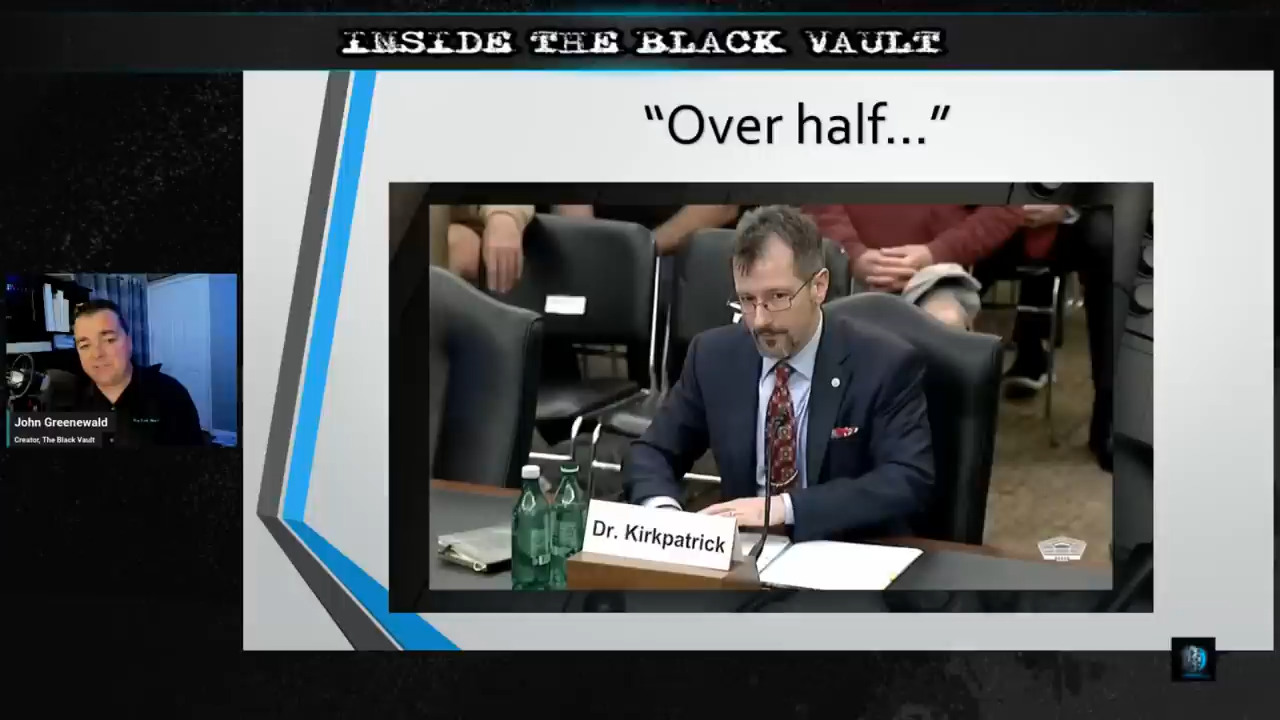 INSIDE THE BLACK VAULT
“Over half…”
Dr. Kirkpatrick
John Greenewald
Creator, The Black Vault